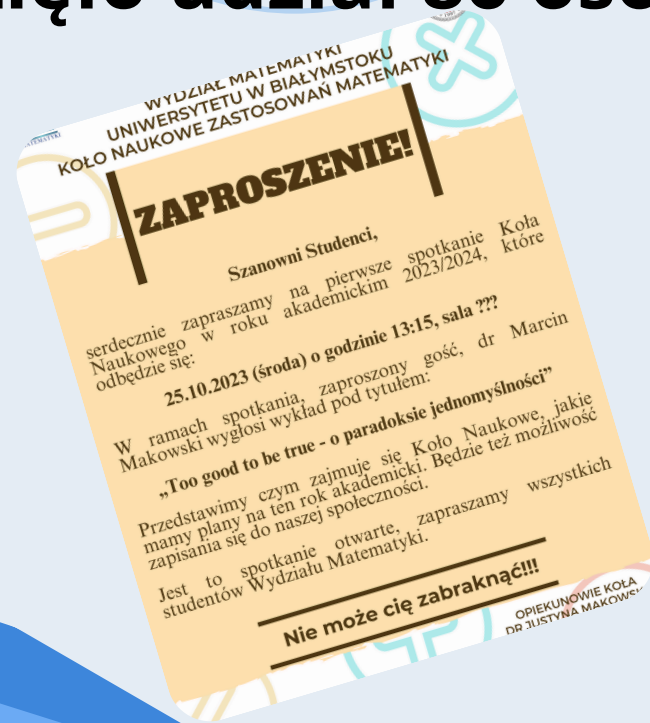 udział
WYDZIAŁ MATEMATYKI
UNIWERSYTETU W BIAŁYMSTOKU
KOŁO NAUKOWE ZASTOSOWAŃ MATEMATYKI
ZAPROSZENIE!
Szanowni Studenci,
serdecznie zapraszamy na pierwsze spotkanie Koła
Naukowego w roku akademickim 2023/2024, które
odbędzie się:
25.10.2023 (środa) o godzinie 13:15, sala ???
W ramach spotkania, zaproszony gość, dr Marcin
Makowski wygłosi wykład pod tytułem:
„Too good to be true - o paradoksie jednomyślności”
Przedstawimy czym zajmuje się Koło Naukowe, jakie
mamy plany na ten rok akademicki. Będzie też możliwość
zapisania się do naszej społeczności.
Jest to spotkanie otwarte, zapraszamy wszystkich
studentów Wydziału Matematyki.
Nie może cię zabraknąć!!!
OPIEKUNOWIE KOŁA
DR JUSTYNA